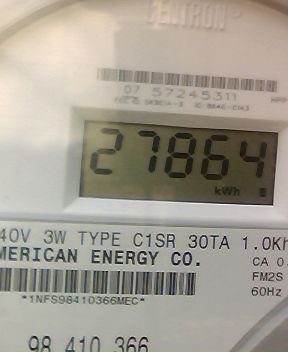 CENTRON®
07 57245311
27864
kWh
40V 3W TYPE C1SR 30TA 1.0Kh
MERICAN ENERGY CO.
CA 0.
FM2S
60Hz
*1NFS98410366MEC*
98 410 366